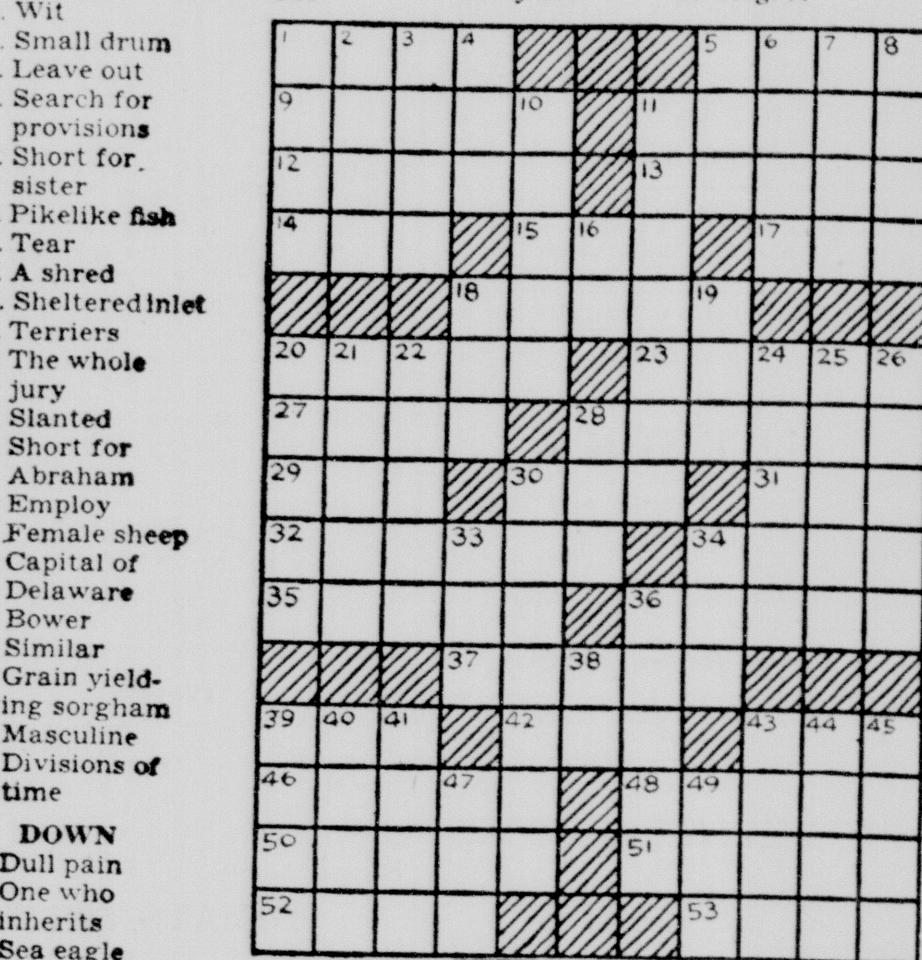 Wit
. Small drum
. Leave out
. Search for
provisions
. Short for
sister
. Pikelike fish
. Tear
. A shred
. Sheltered inlet
Terriers
The whole
jury
Slanted
Short for
Abraham
Employ
Female sheep
Capital of
Delaware
Bower
Similar
Grain yield-
ing sorgham
Masculine
Divisions of
time
DOWN
Dull pain
One who
inherits
Sea eagle
1 2 3 4 5 6 7 8
9 10 11
12 13
14 15 16 17
18 19
20 21 22 23 24 25 26
27 28
29 30 31
32 33 34
35 36
37 38
39 40 41 42 43 44 45
46 47 48 49
50 51
52 53